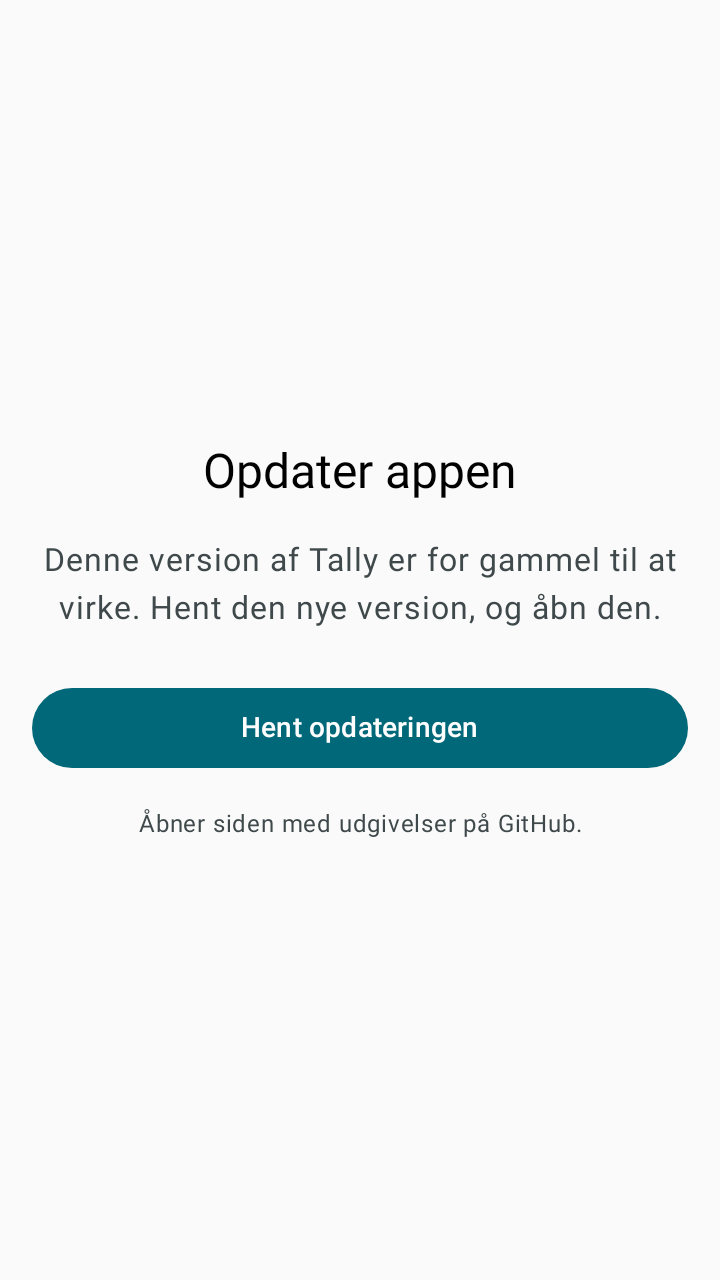 Opdater appen
Denne version af Tally er for gammel til at
virke. Hent den nye version, og åbn den.
Hent opdateringen
Åbner siden med udgivelser på GitHub.